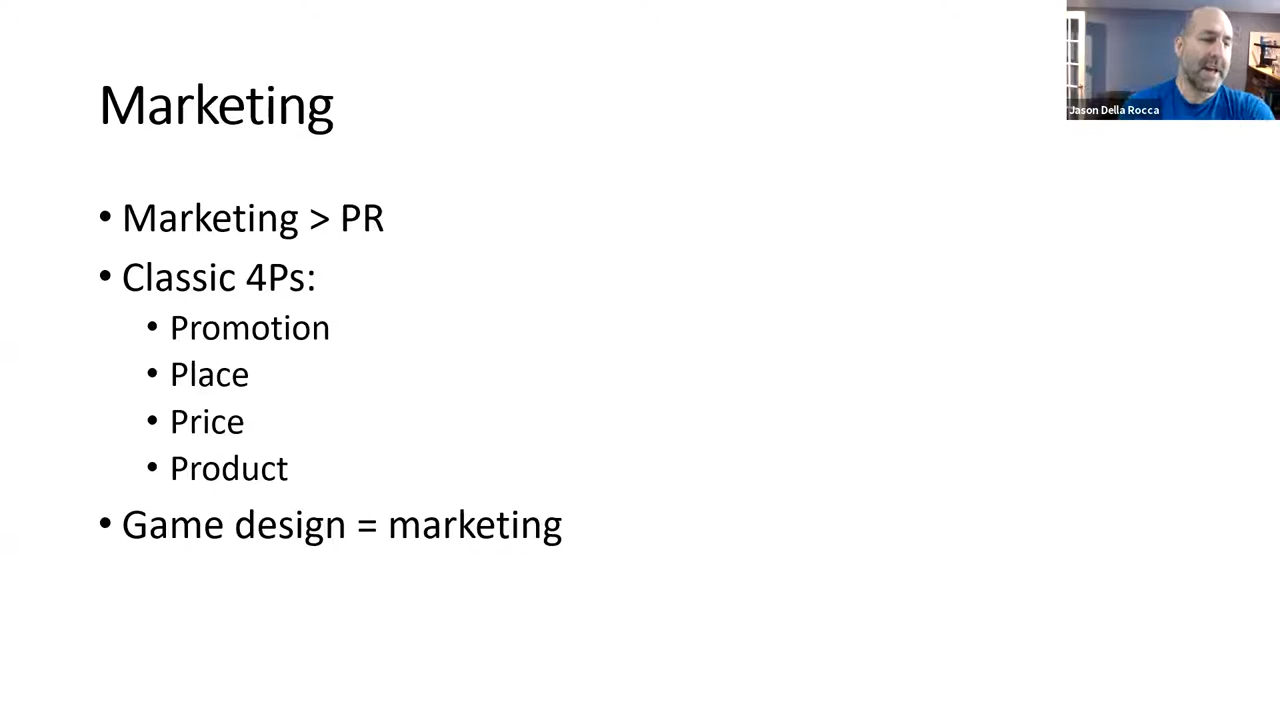 Marketing
• Marketing > PR
• Classic 4Ps:
• Promotion
• Place
• Price
• Product
• Game design = marketing
Jason Della Rocca